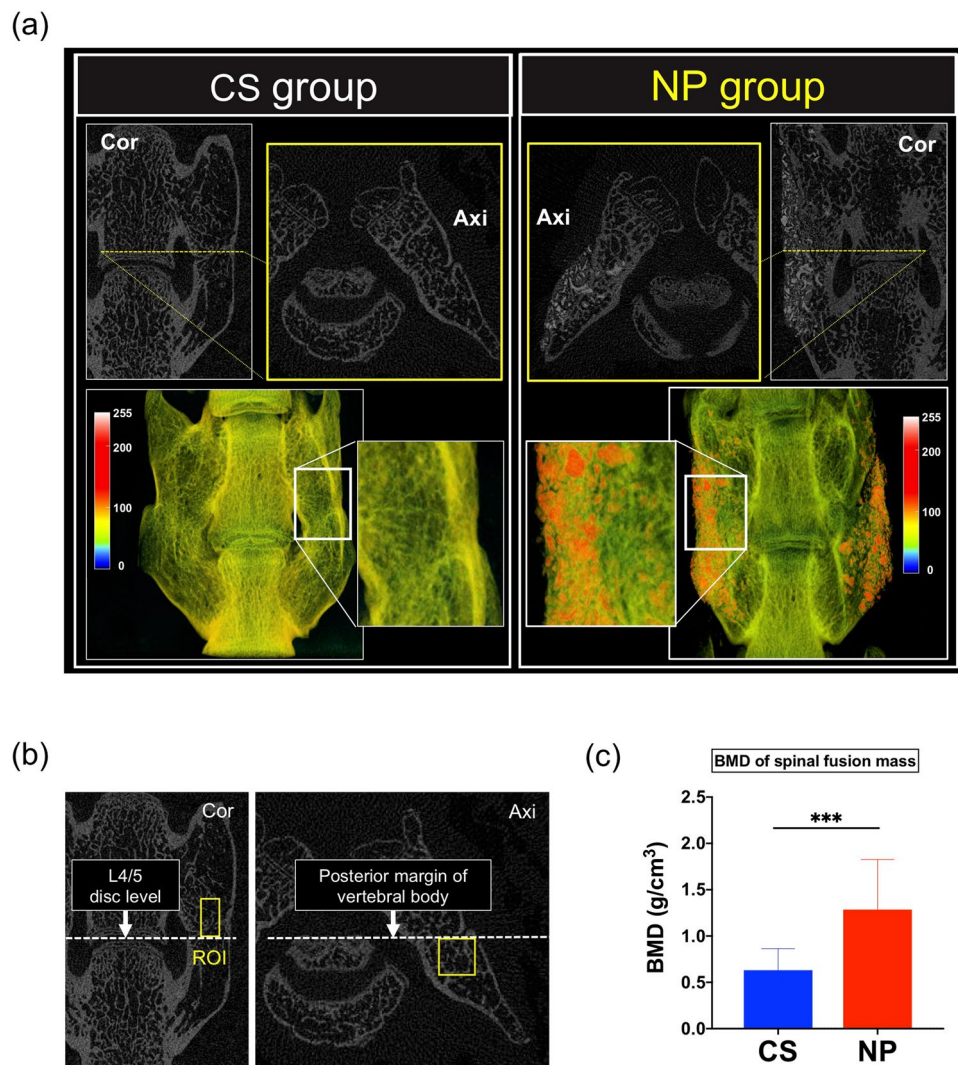 (a)
CS group
NP group
Cor
Axi
Axi
Cor
255
200
100
0
255
200
100
0
(b)
Cor
L4/5
disc level
ROI
Axi
Posterior margin of
vertebral body
(c)
BMD of spinal fusion mass
BMD (g/cm³)
2.5
2.0
1.5
1.0
0.5
0.0
***
CS
NP